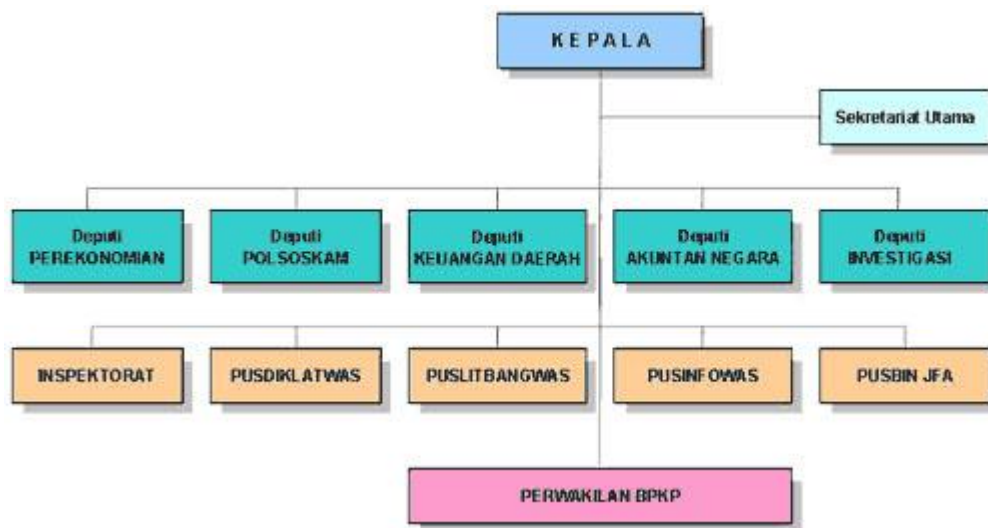 KEPALA
Sekretariat Utama
Deputi
PEREKONOMIAN
Deputi
POLSOSKAM
Deputi
KEUANGAN DAERAH
Deputi
AKUNTAN NEGARA
Deputi
INVESTIGASI
INSPEKTORAT
PUSDIKLATWAS
PUSLITBANGWAS
PUSINFOWAS
PUSBIN JFA
PERWAKILAN BPKP